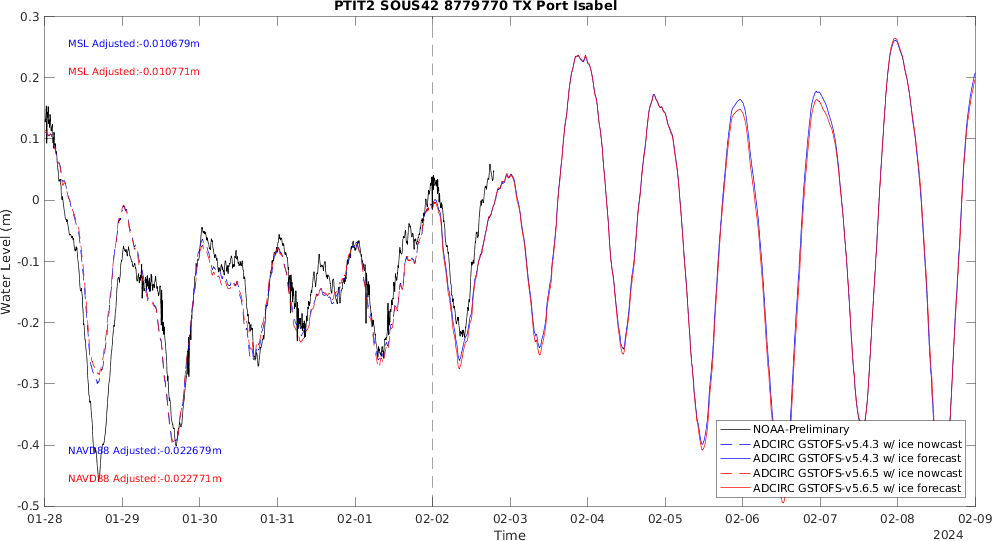 PTIT2 SOUS42 8779770 TX Port Isabel
0.3
0.2
0.1
0
-0.1
-0.2
-0.3
-0.4
-0.5
Water Level (m)
MSL Adjusted:-0.010679m
MSL Adjusted:-0.010771m
NAVD88 Adjusted:-0.022679m
NAVD88 Adjusted:-0.022771m
NOAA-Preliminary
ADCIRC GSTOFS-v5.4.3 w/ ice nowcast
ADCIRC GSTOFS-v5.4.3 w/ ice forecast
ADCIRC GSTOFS-v5.6.5 w/ ice nowcast
ADCIRC GSTOFS-v5.6.5 w/ ice forecast
01-28 01-29 01-30 01-31 02-01 02-02 02-03 02-04 02-05 02-06 02-07 02-08 02-09
Time
2024